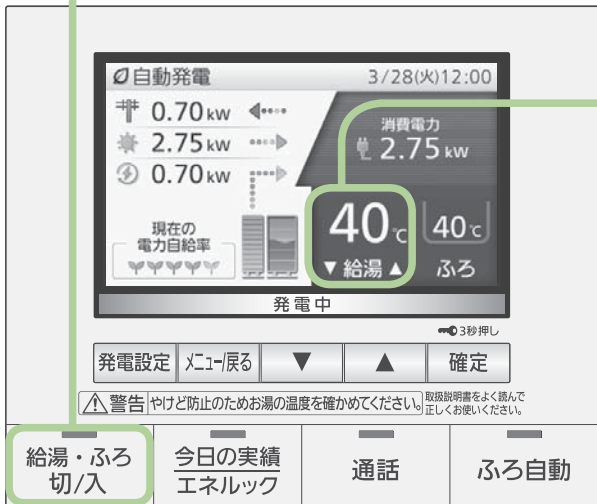 自動発電
3/28(火)12:00
0.70kW
2.75kW
0.70kW
消費電力
2.75kW
現在の
電力自給率
40℃
▼給湯▲
40℃
ふろ
発電中
3秒押し
発電設定
メニュー/戻る
▼
▲
確定
警告
やけど防止のためお湯の温度を確かめてください。
取扱説明書をよく読んで
正しくお使いください。
給湯・ふろ
切/入
今日の実績
エネルック
通話
ふろ自動